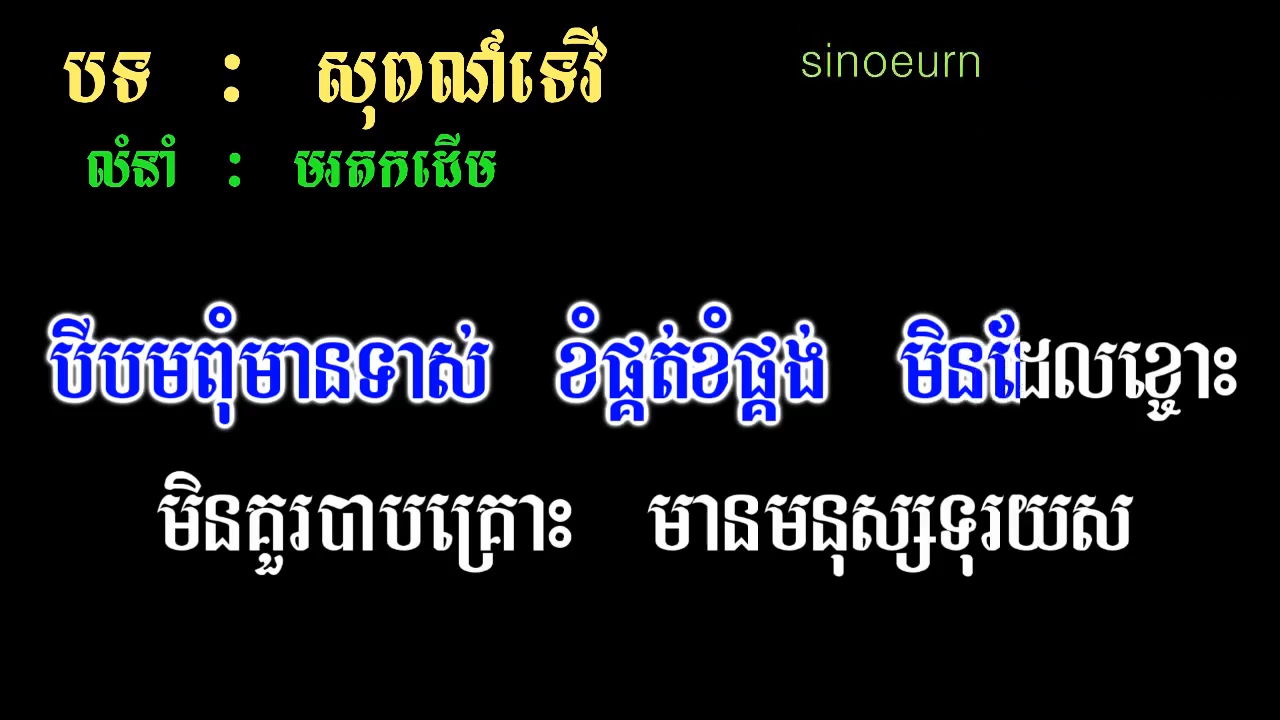 បទ : សុពណ៌ទេវី sinoeurn
លំនាំ : មរតកដើម
បីបមពុំមានទាស់ ខំផ្គត់ខំផ្គង់ មិនដែលខ្ចោះ
មិនគួរបាបគ្រោះ មានមនុស្សទុរយស